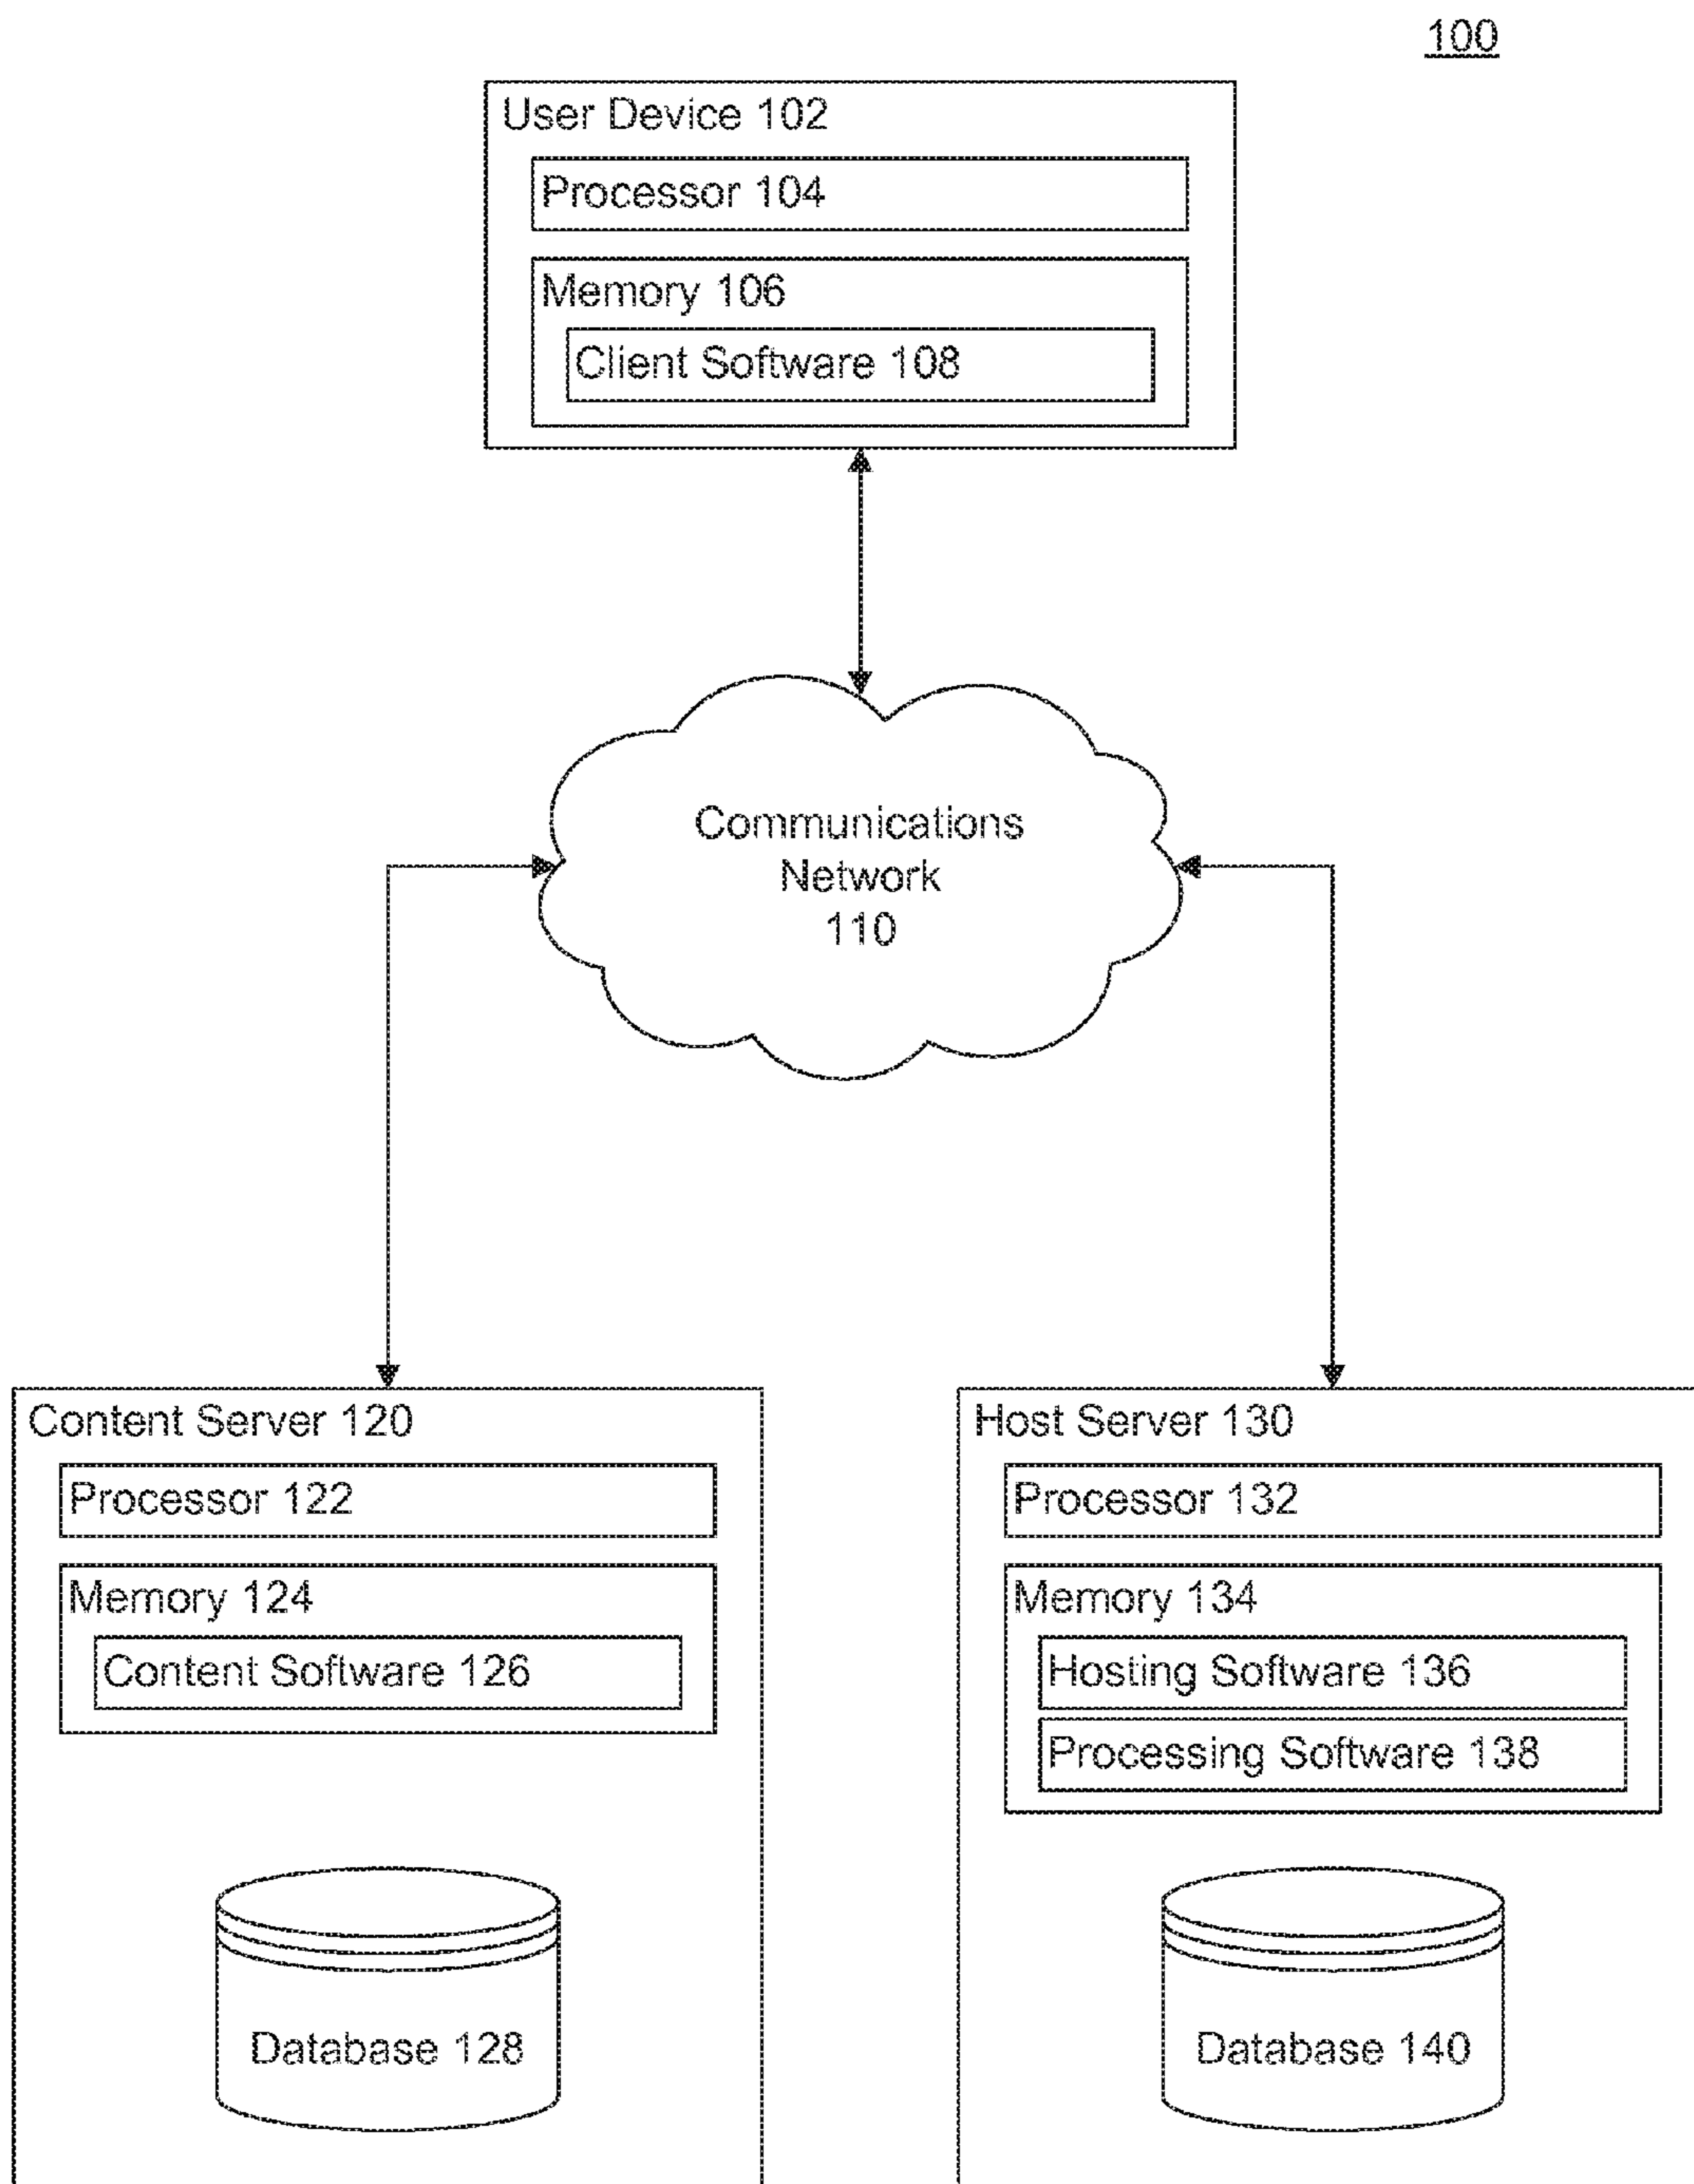 100
User Device 102
Processor 104
Memory 106
Client Software 108
Communications
Network
110
Content Server 120
Processor 122
Memory 124
Content Software 126
Database 128
Host Server 130
Processor 132
Memory 134
Hosting Software 136
Processing Software 138
Database 140